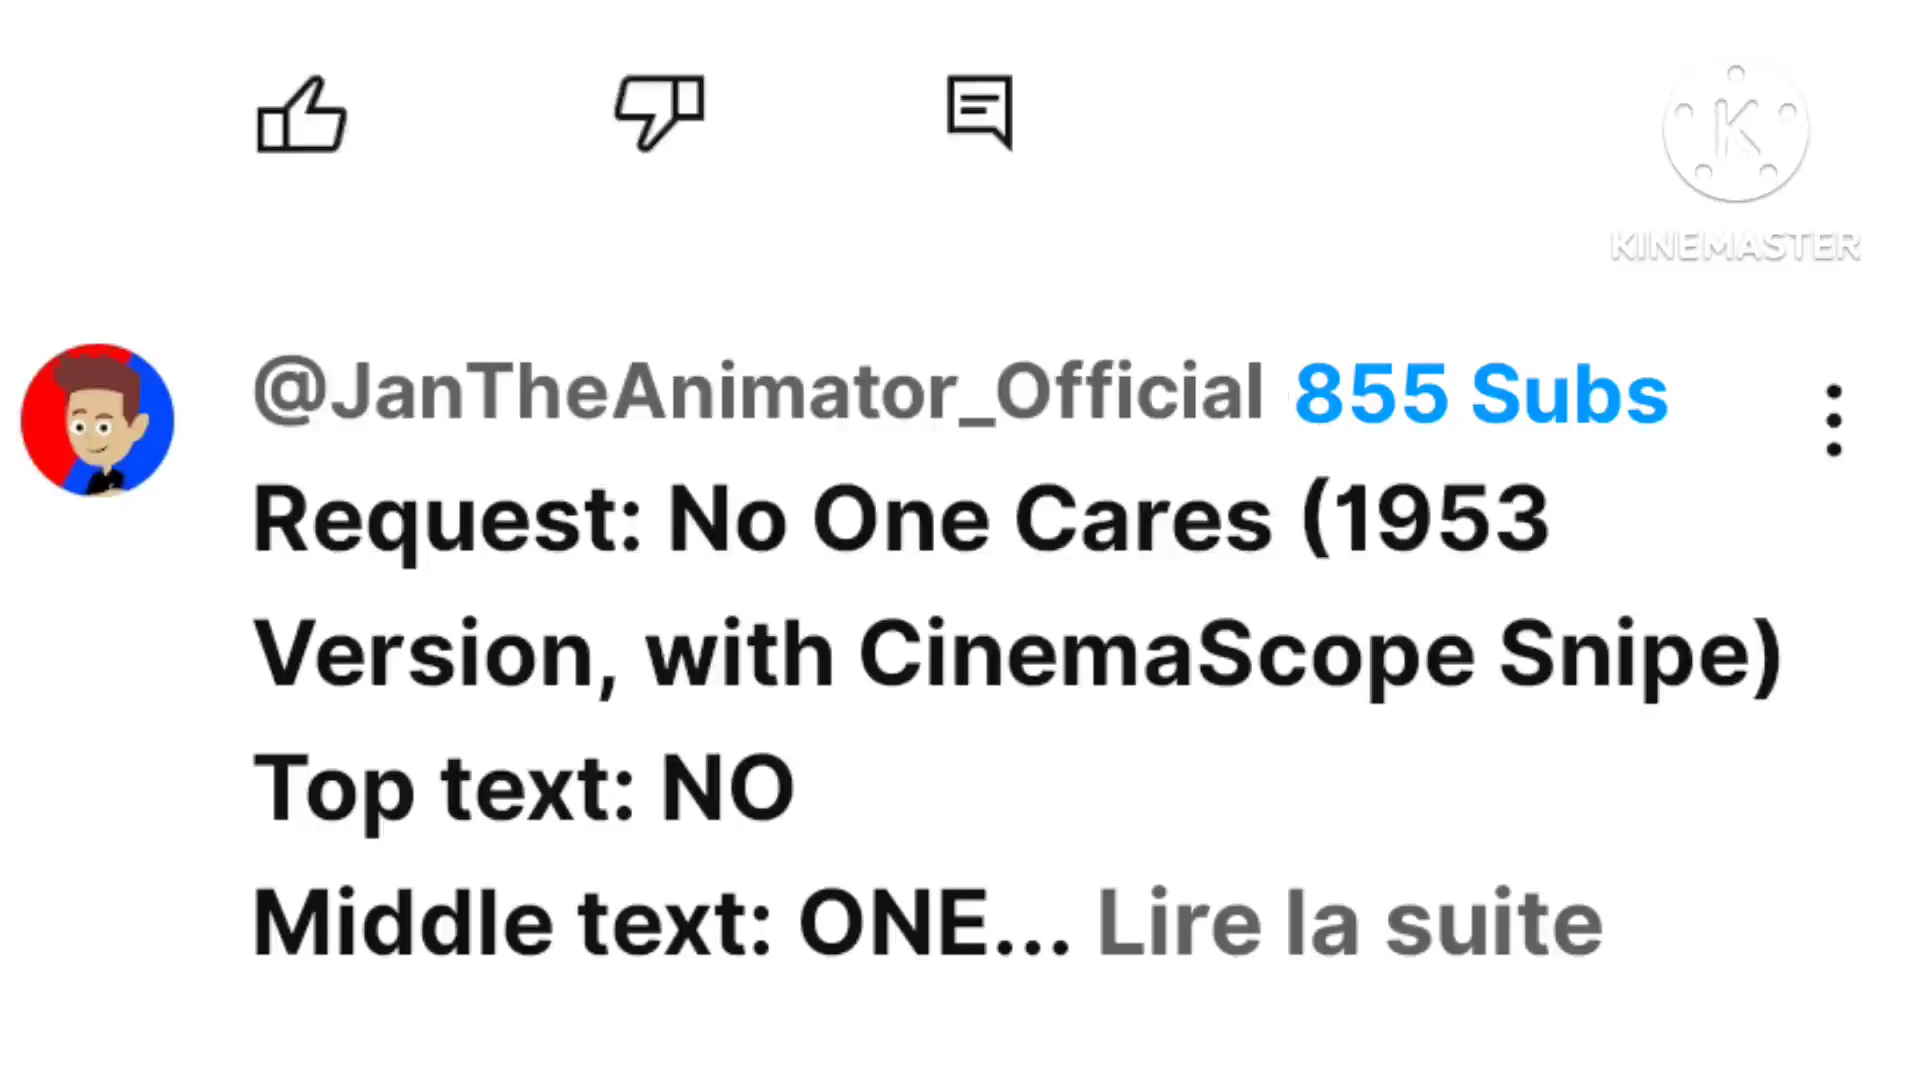 K
KINEMASTER
@JanTheAnimator_Official 855 Subs
Request: No One Cares (1953
Version, with CinemaScope Snipe)
Top text: NO
Middle text: ONE... Lire la suite